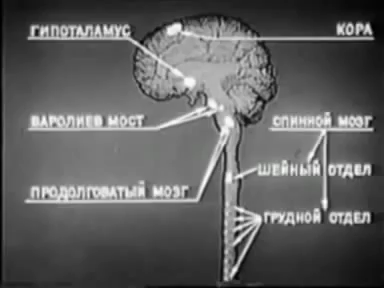 ГИПОТАЛАМУС
КОРА
ВАРОЛИЕВ МОСТ
СПИННОЙ МОЗГ
ШЕЙНЫЙ ОТДЕЛ
ПРОДОЛГОВАТЫЙ МОЗГ
ГРУДНОЙ ОТДЕЛ